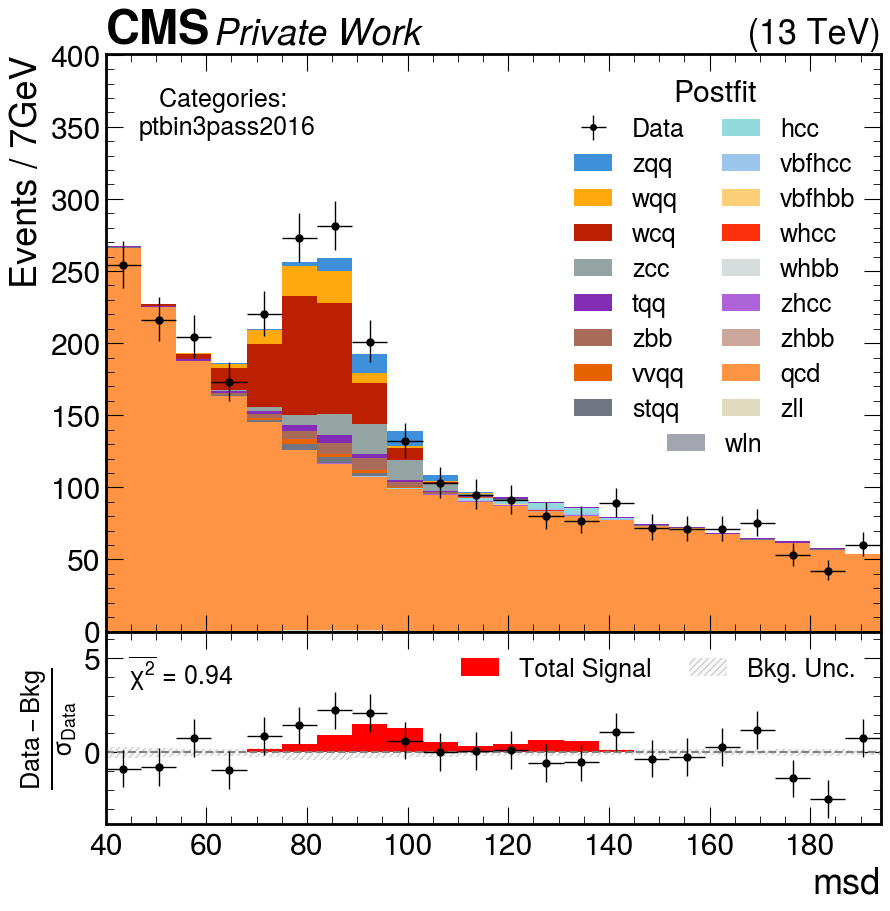 CMS Private Work (13 TeV)
Events / 7GeV
400
350
300
250
200
150
100
50
0
Categories:
ptbin3pass2016
Postfit
Data hcc
zqq vbfhcc
wqq vbfhbb
wcq whcc
zcc whbb
tqq zhcc
zbb zhbb
vvqq qcd
stqq zll
wln
Data – Bkg
σData
5
0
χ2 = 0.94
Total Signal Bkg. Unc.
40 60 80 100 120 140 160 180
msd